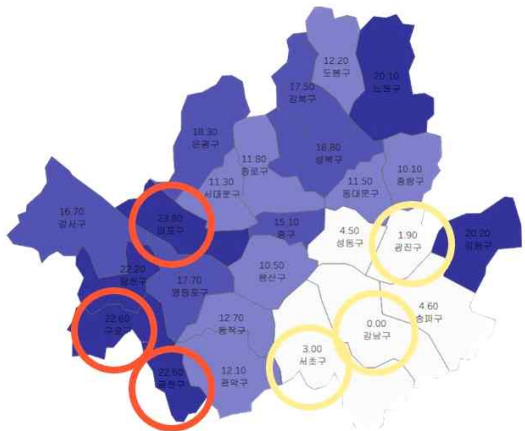 12.20
도봉구
20.10
노원구
17.50
강북구
18.30
은평구
16.80
성북구
11.80
종로구
10.10
중랑구
11.30
서대문구
11.50
동대문구
16.70
강서구
23.80
마포구
15.10
중구
4.50
성동구
1.90
광진구
20.20
강동구
22.20
양천구
17.70
영등포구
10.50
용산구
4.60
송파구
22.60
구로구
12.70
동작구
0.00
강남구
3.00
서초구
22.60
금천구
12.10
관악구